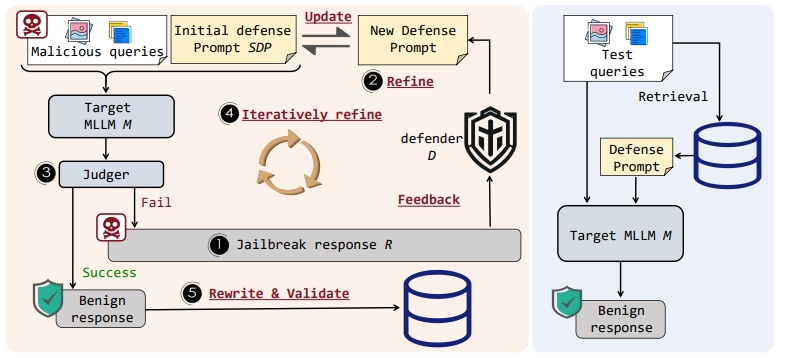 Update
Malicious queries
Initial defense
Prompt SDP
New Defense
Prompt
2 Refine
Target
MLLM M
4 Iteratively refine
defender
D
3
Judger
Fail
Feedback
1 Jailbreak response R
Success
Benign
response
5 Rewrite & Validate
Test
queries
Retrieval
Defense
Prompt
Target MLLM M
Benign
response